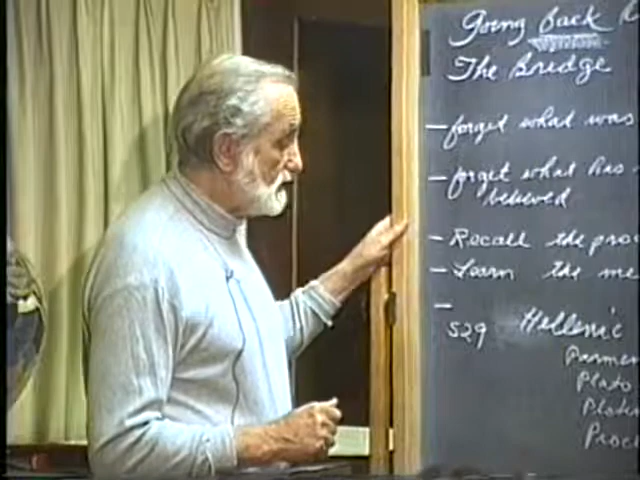 Going Back
The Bridge
- forget what was
- forget what has
believed
- Recall the pro
- Learn the me
-
529 Hellenic
Parmen
Plato
Ploti
Proc